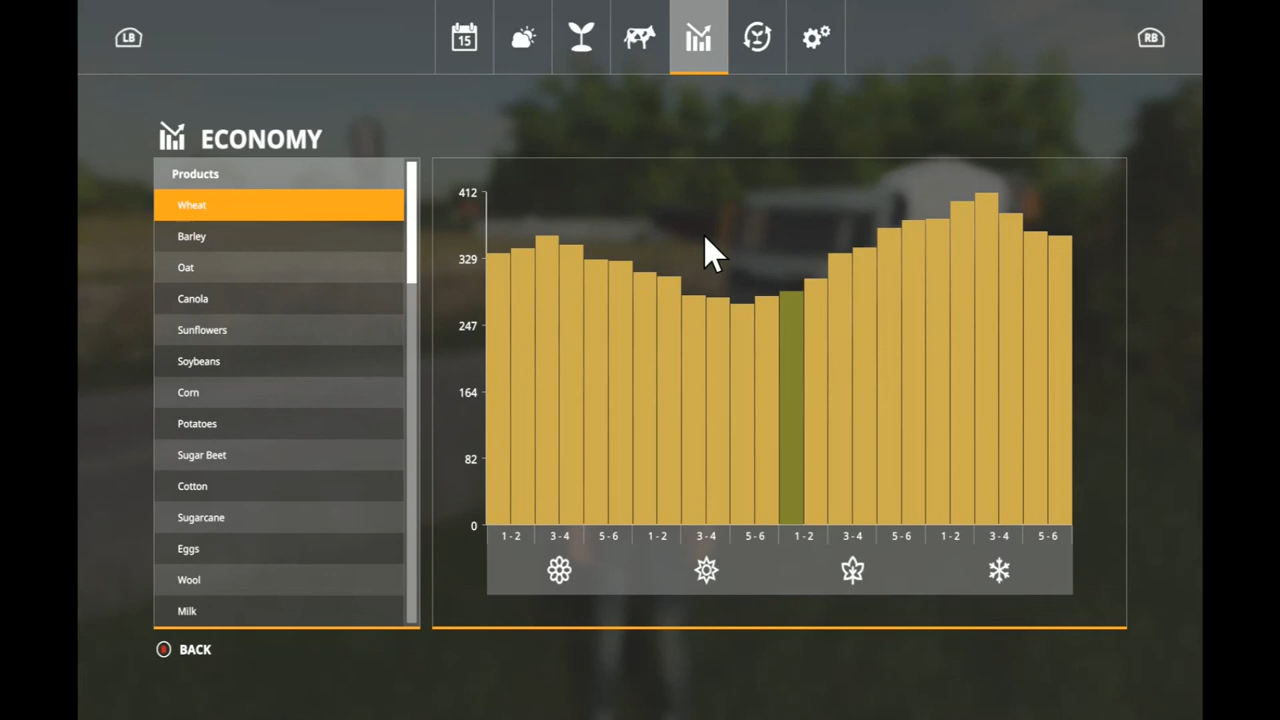 LB
15
RB
ECONOMY
Products
Wheat
Barley
Oat
Canola
Sunflowers
Soybeans
Corn
Potatoes
Sugar Beet
Cotton
Sugarcane
Eggs
Wool
Milk
412
329
247
164
82
0
1 - 2 3 - 4 5 - 6 1 - 2 3 - 4 5 - 6 1 - 2 3 - 4 5 - 6 1 - 2 3 - 4 5 - 6
BACK